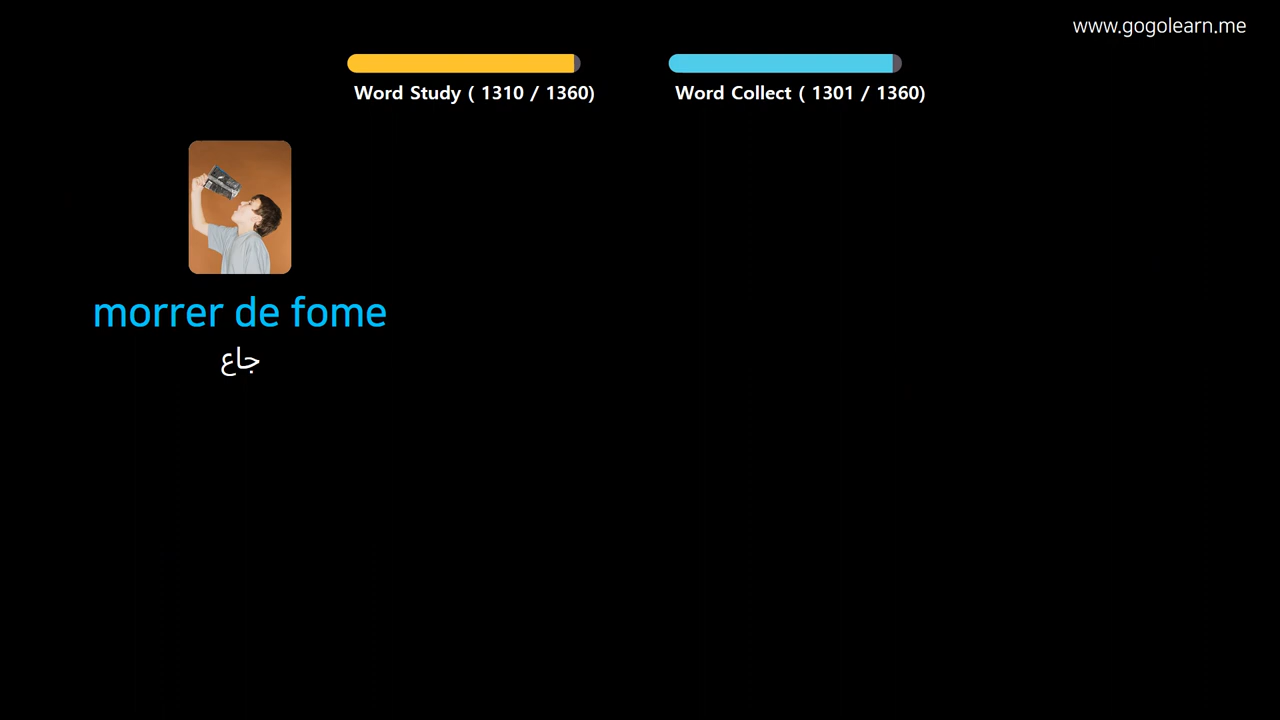 www.gogolearn.me
Word Study ( 1310 / 1360)
Word Collect ( 1301 / 1360)
morrer de fome
جاع